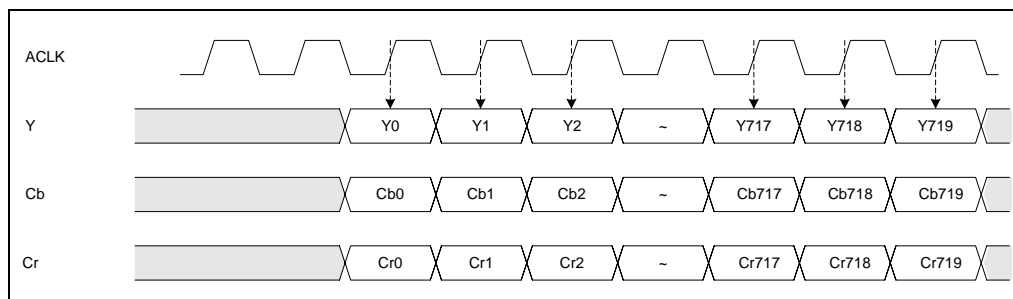 ACLK
Y Y0 Y1 Y2 ~ Y717 Y718 Y719
Cb Cb0 Cb1 Cb2 ~ Cb717 Cb718 Cb719
Cr Cr0 Cr1 Cr2 ~ Cr717 Cr718 Cr719